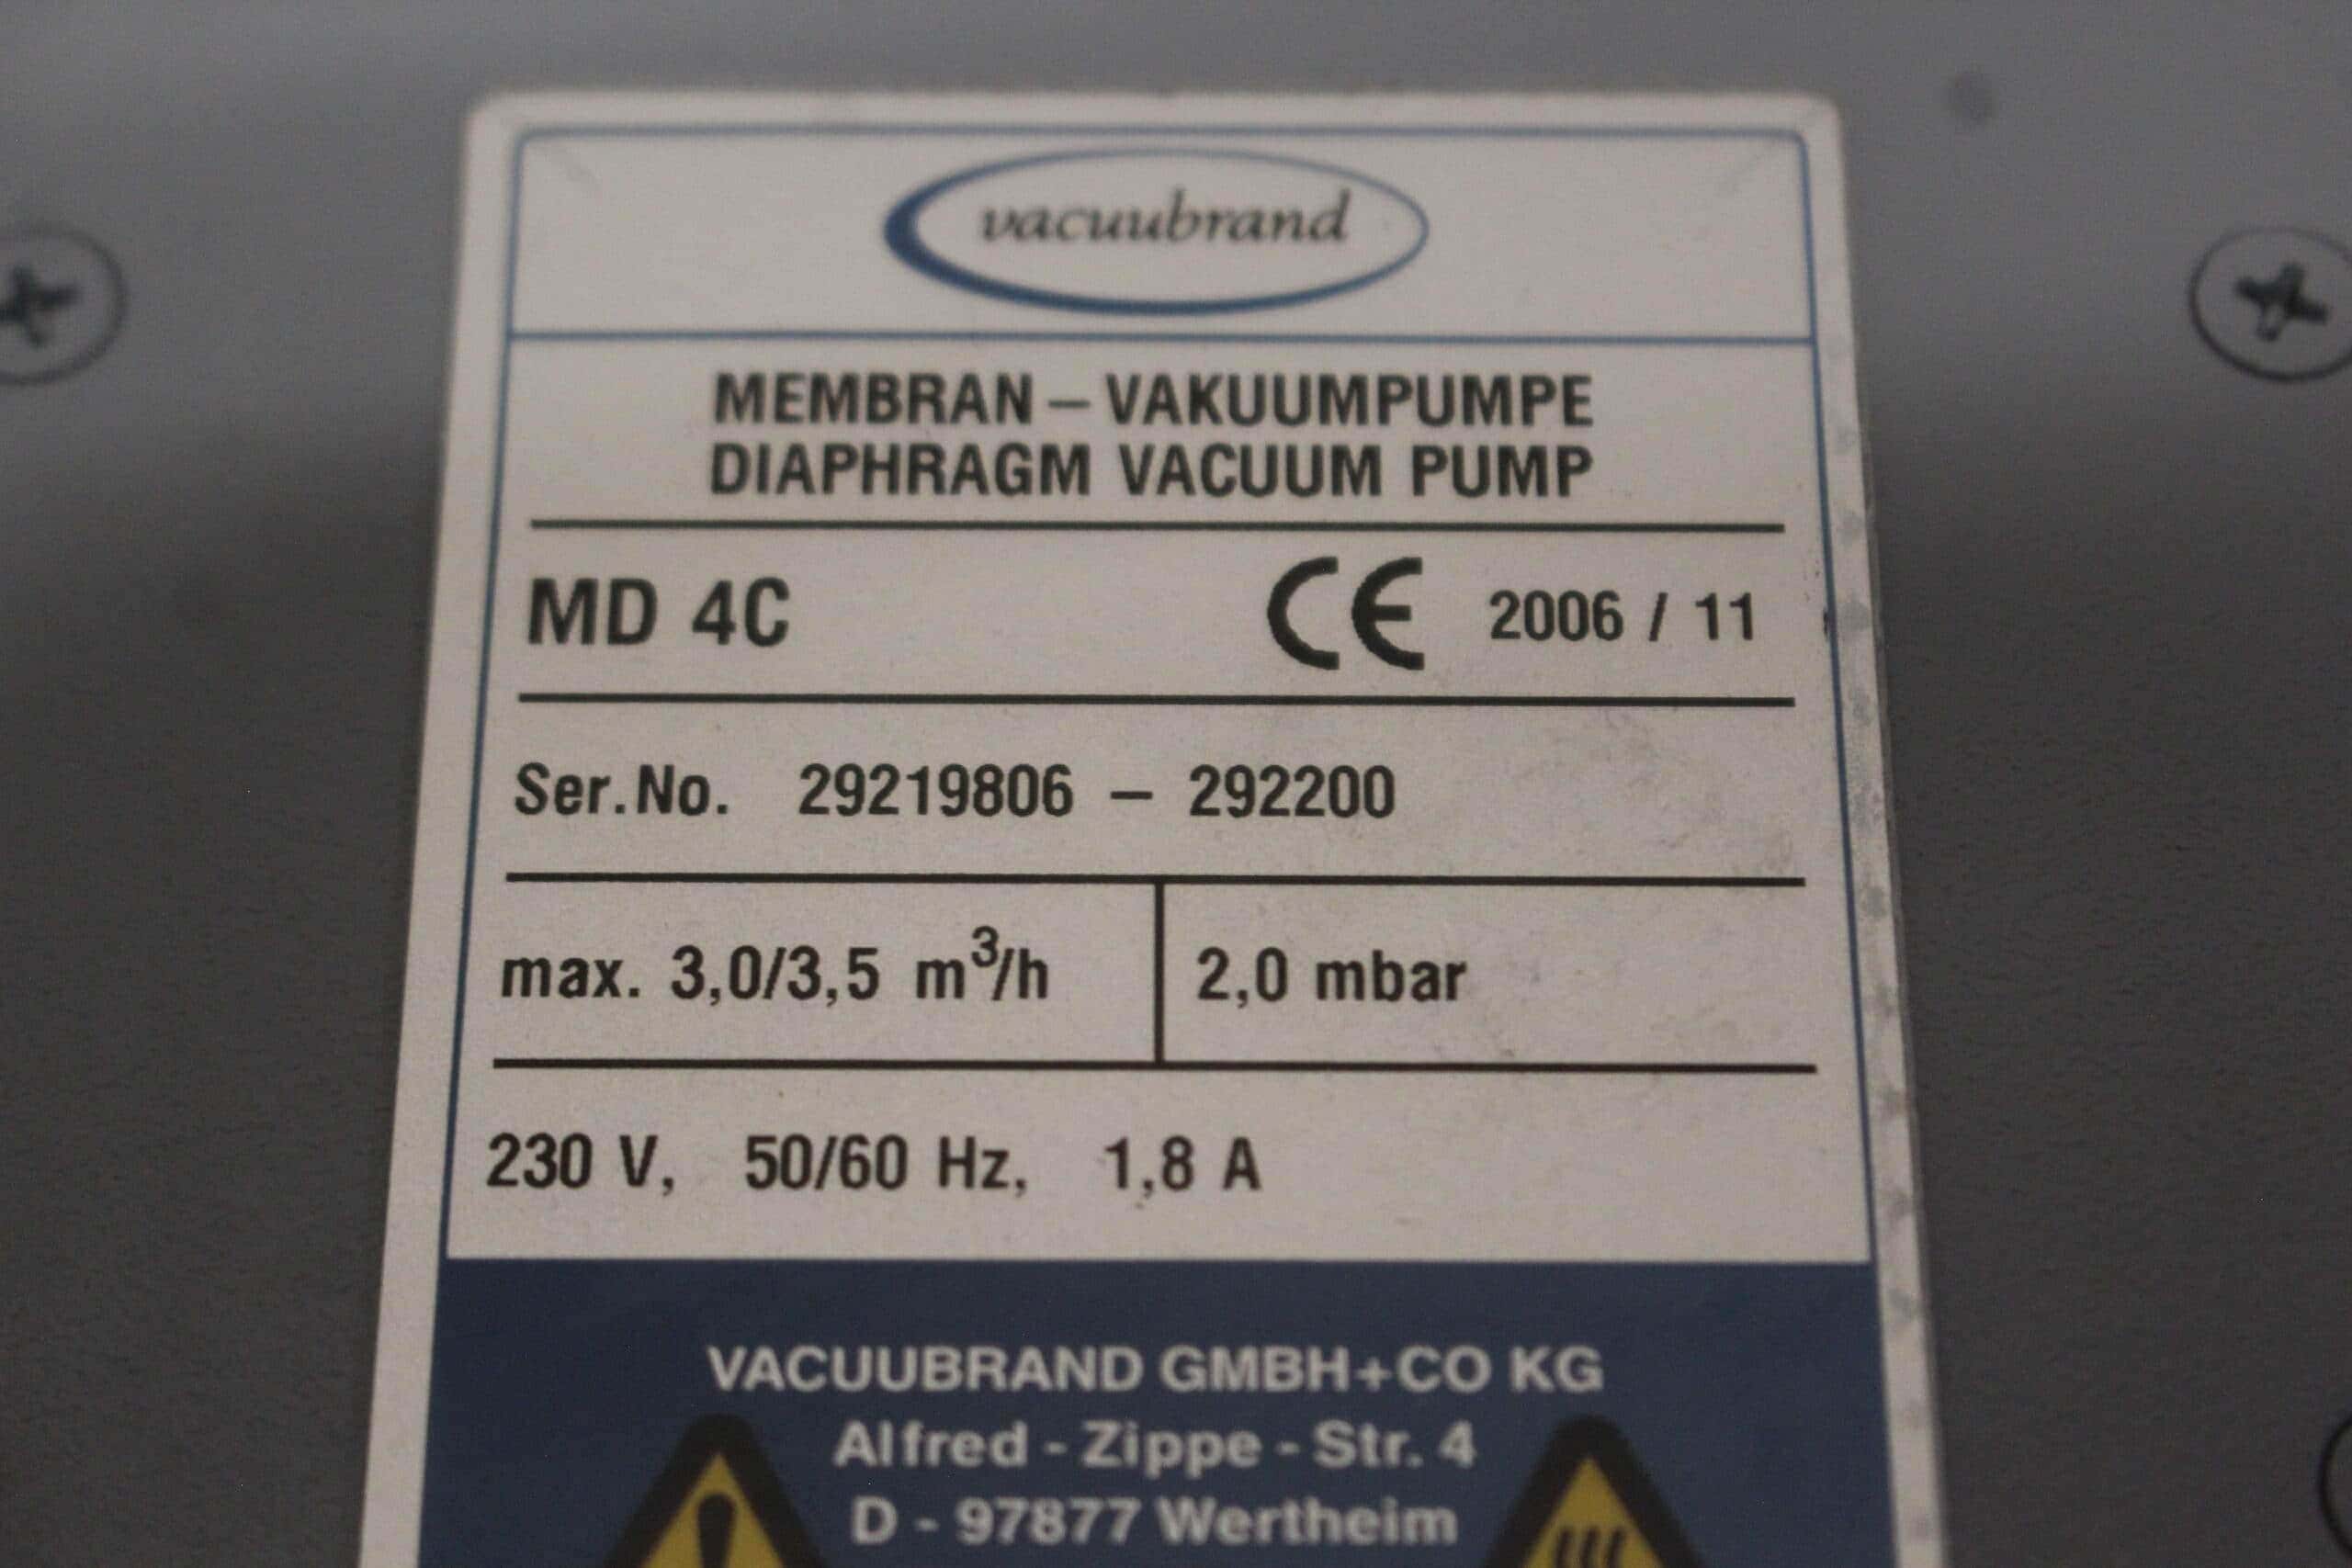 vacuubrand
MEMBRAN – VAKUUMPUMPE
DIAPHRAGM VACUUM PUMP
MD 4C CE 2006 / 11
Ser.No. 29219806 – 292200
max. 3,0/3,5 m³/h 2,0 mbar
230 V, 50/60 Hz, 1,8 A
VACUUBRAND GMBH+CO KG
Alfred - Zippe - Str. 4
D - 97877 Wertheim